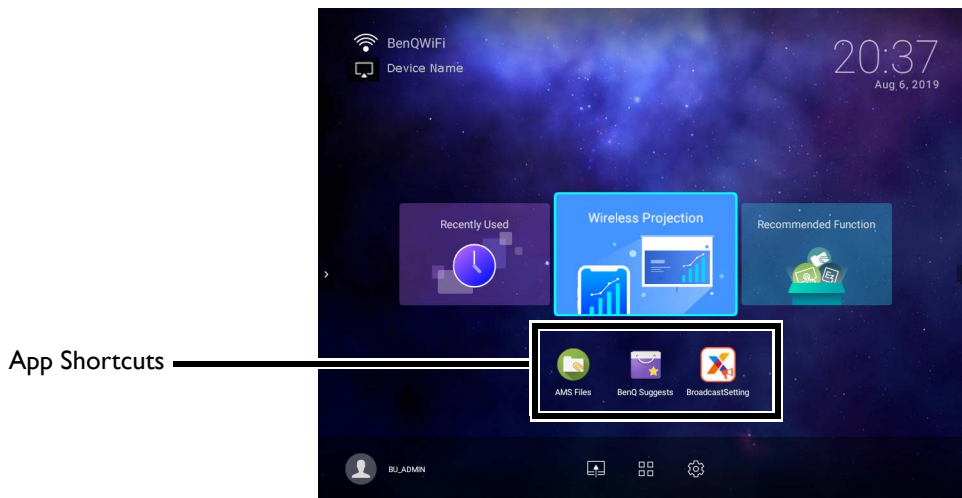 BenQWiFi
Device Name
20:37
Aug 6, 2019
Recently Used
Wireless Projection
Recommended Function
App Shortcuts
AMS Files
BenQ Suggests
BroadcastSetting
BU_ADMIN